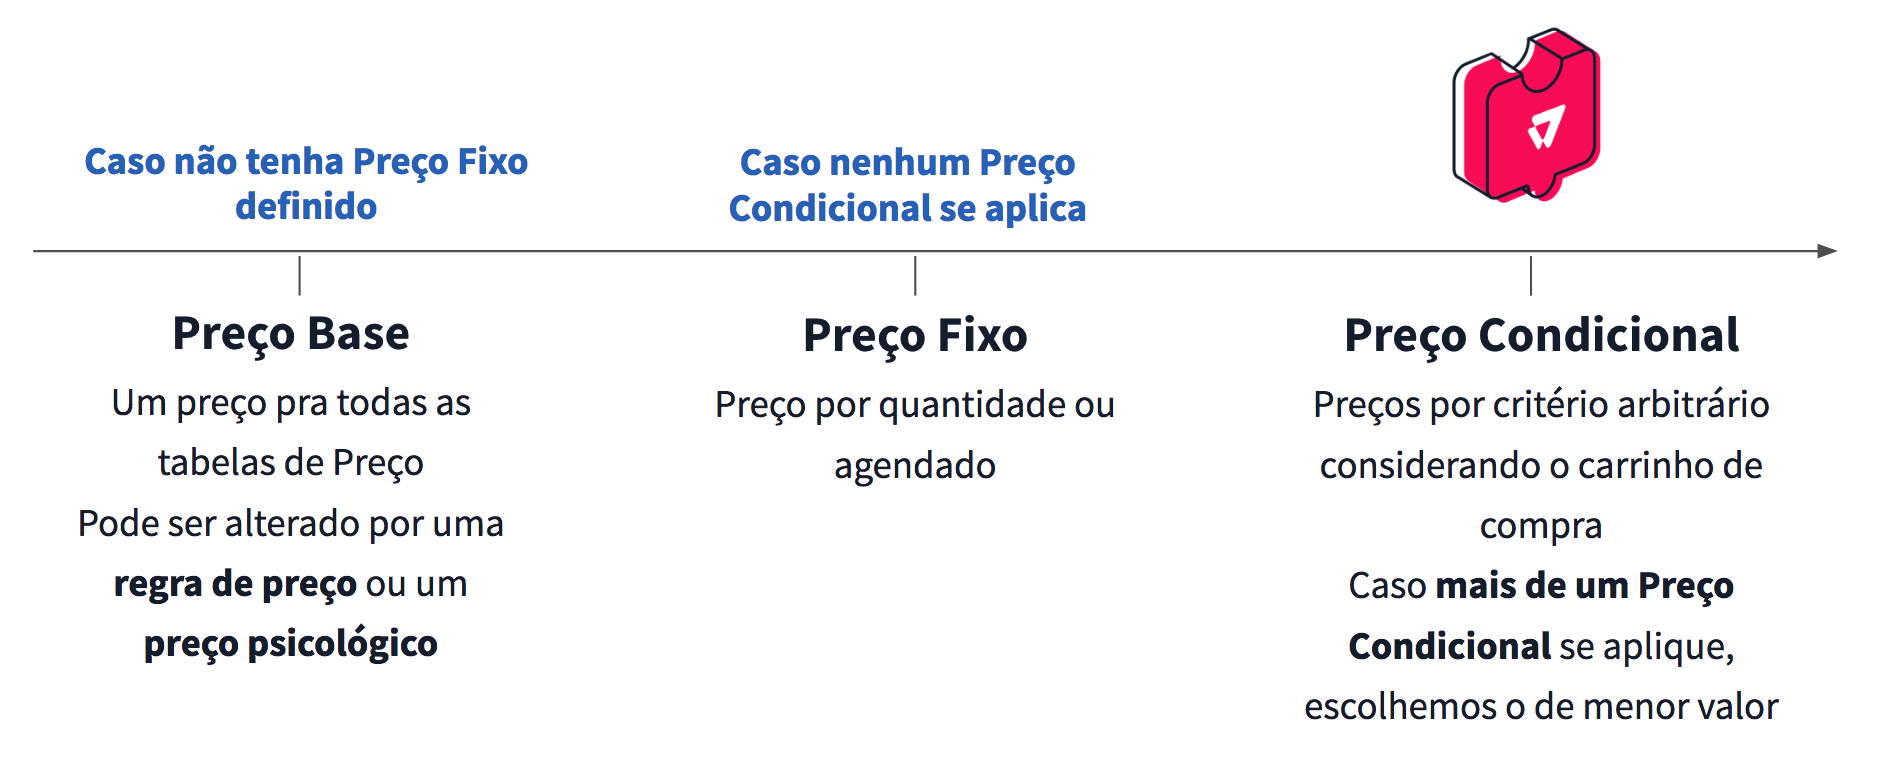 Caso não tenha Preço Fixo
definido
Caso nenhum Preço
Condicional se aplica
Preço Base
Um preço pra todas as
tabelas de Preço
Pode ser alterado por uma
regra de preço ou um
preço psicológico
Preço Fixo
Preço por quantidade ou
agendado
Preço Condicional
Preços por critério arbitrário
considerando o carrinho de
compra
Caso mais de um Preço
Condicional se aplique,
escolhemos o de menor valor